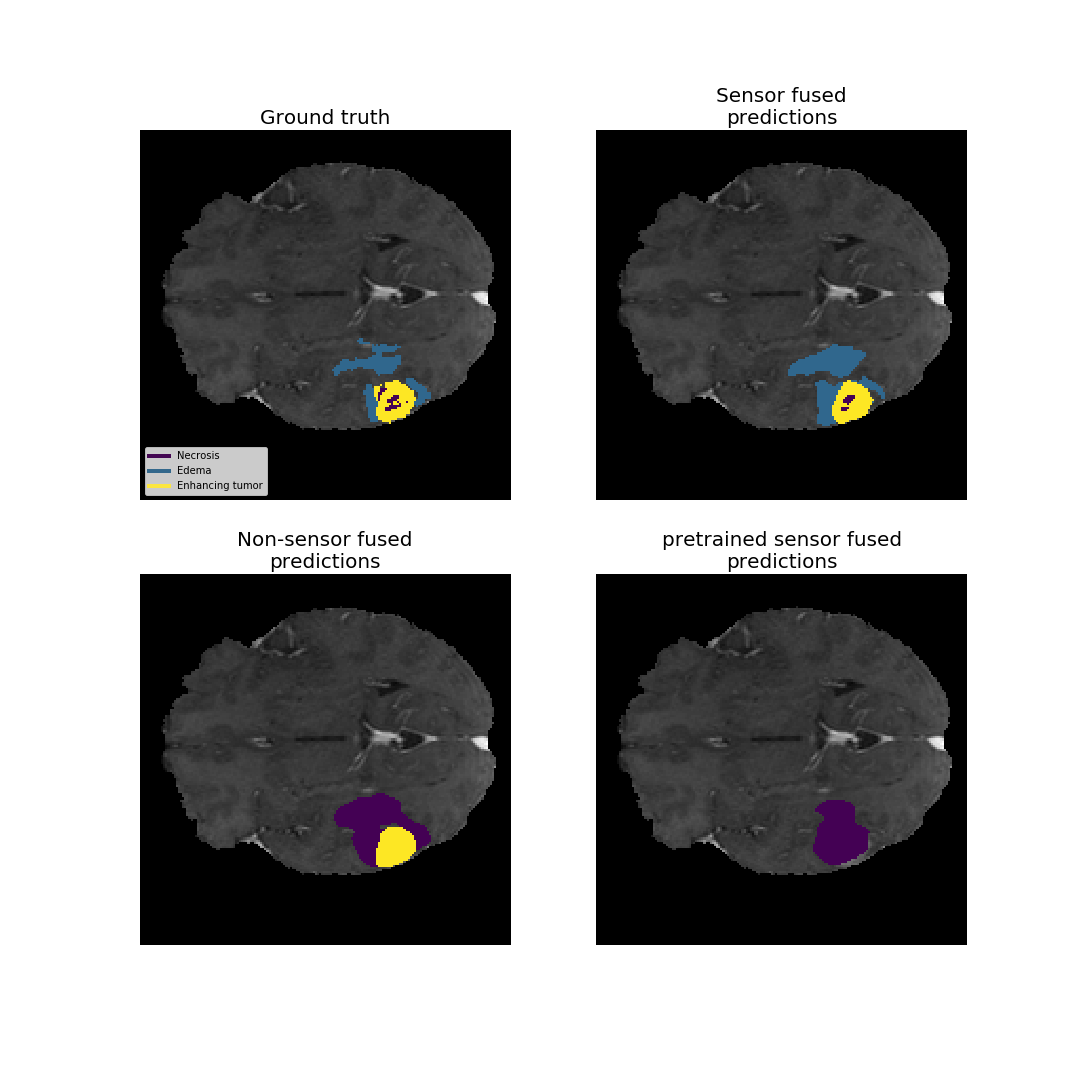 Ground truth
Sensor fused
predictions
Necrosis
Edema
Enhancing tumor
Non-sensor fused
predictions
pretrained sensor fused
predictions